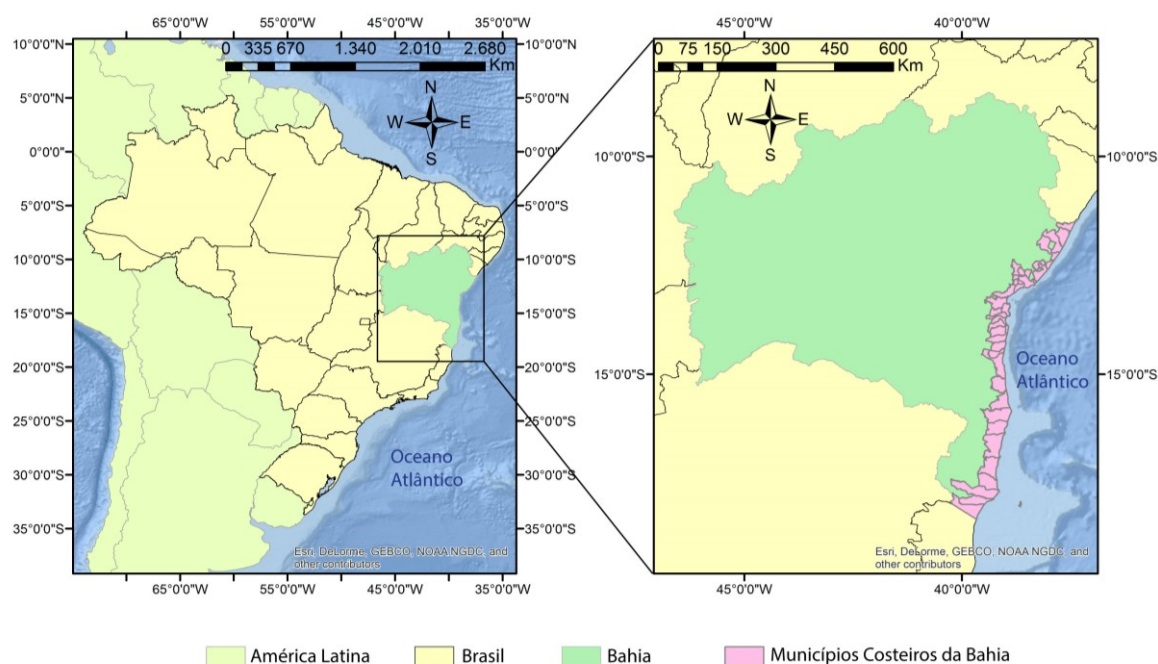 65°0'0"W 55°0'0"W 45°0'0"W 35°0'0"W
45°0'0"W 40°0'0"W
10°0'0"N
0 335 670 1.340 2.010 2.680
Km
10°0'0"N
5°0'0"N
N
W E
S
5°0'0"N
0°0'0"
0°0'0"
5°0'0"S
5°0'0"S
10°0'0"S
10°0'0"S
15°0'0"S
15°0'0"S
20°0'0"S
20°0'0"S
25°0'0"S
25°0'0"S
30°0'0"S
30°0'0"S
35°0'0"S
35°0'0"S
Oceano
Atlântico
Esri, DeLorme, GEBCO, NOAA NGDC, and
other contributors
65°0'0"W 55°0'0"W 45°0'0"W 35°0'0"W
0 75 150 300 450 600
Km
N
W E
S
10°0'0"S
10°0'0"S
15°0'0"S
15°0'0"S
Oceano
Atlântico
Esri, DeLorme, GEBCO, NOAA NGDC, and
other contributors
45°0'0"W 40°0'0"W
América Latina Brasil Bahia Municípios Costeiros da Bahia